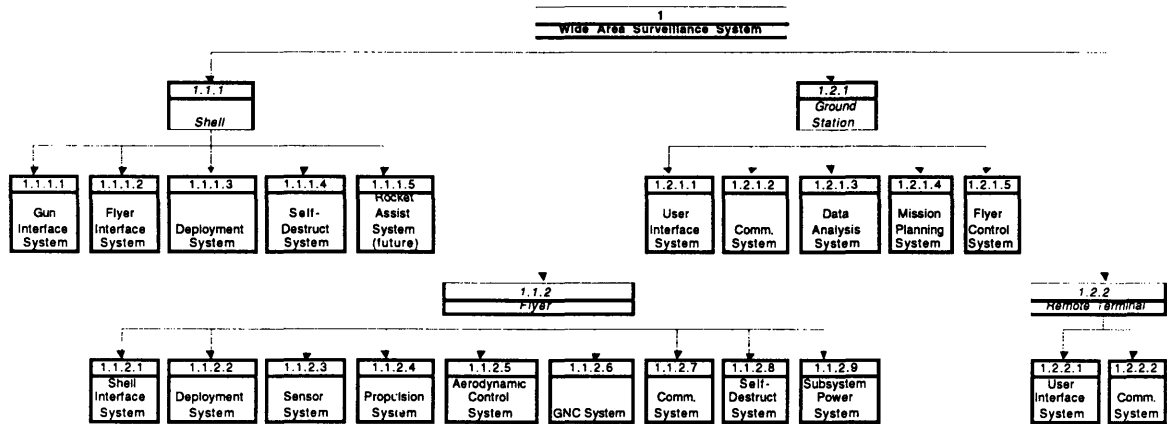 1
Wide Area Surveillance System
1.1.1
Shell
1.2.1
Ground
Station
1.1.1.1
Gun
Interface
System
1.1.1.2
Flyer
Interface
System
1.1.1.3
Deployment
System
1.1.1.4
Self-
Destruct
System
1.1.1.5
Rocket
Assist
System
(future)
1.2.1.1
User
Interface
System
1.2.1.2
Comm.
System
1.2.1.3
Data
Analysis
System
1.2.1.4
Mission
Planning
System
1.2.1.5
Flyer
Control
System
1.1.2
Flyer
1.2.2
Remote Terminal
1.1.2.1
Shell
Interface
System
1.1.2.2
Deployment
System
1.1.2.3
Sensor
System
1.1.2.4
Propulsion
System
1.1.2.5
Aerodynamic
Control
System
1.1.2.6
GNC System
1.1.2.7
Comm.
System
1.1.2.8
Self-
Destruct
System
1.1.2.9
Subsystem
Power
System
1.2.2.1
User
Interface
System
1.2.2.2
Comm.
System